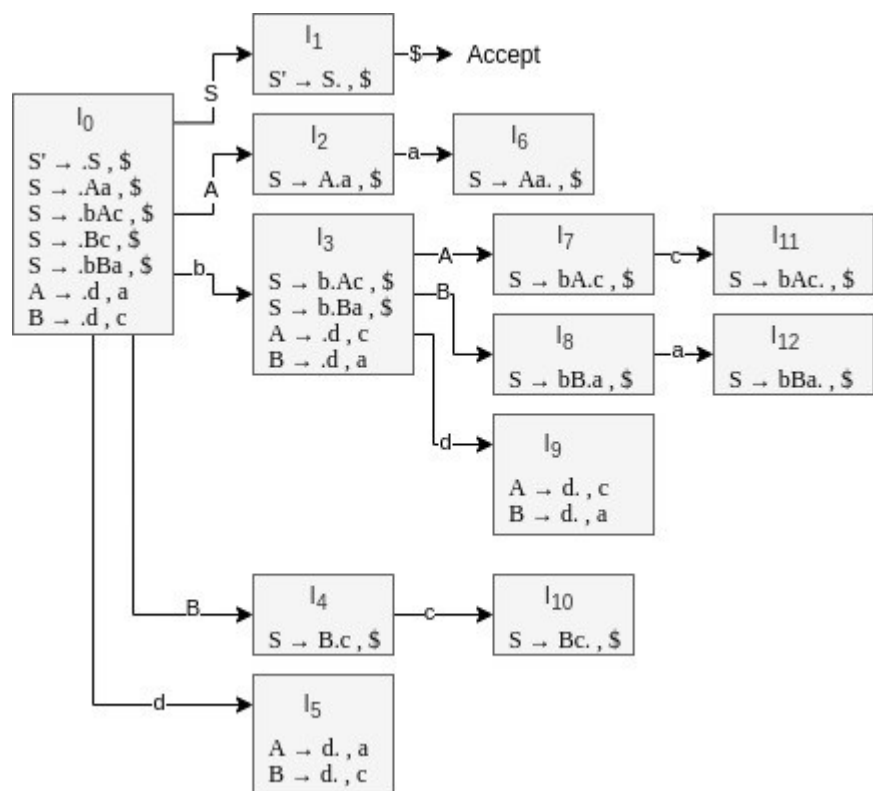 I0
S' → .S , $
S → .Aa , $
S → .bAc , $
S → .Bc , $
S → .bBa , $
A → .d , a
B → .d , c
S
A
b
B
d
I1
S' → S. , $
$
Accept
I2
S → A.a , $
a
I6
S → Aa. , $
I3
S → b.Ac , $
S → b.Ba , $
A → .d , c
B → .d , a
A
B
d
I7
S → bA.c , $
c
I11
S → bAc. , $
I8
S → bB.a , $
a
I12
S → bBa. , $
I9
A → d. , c
B → d. , a
I4
S → B.c , $
c
I10
S → Bc. , $
I5
A → d. , a
B → d. , c